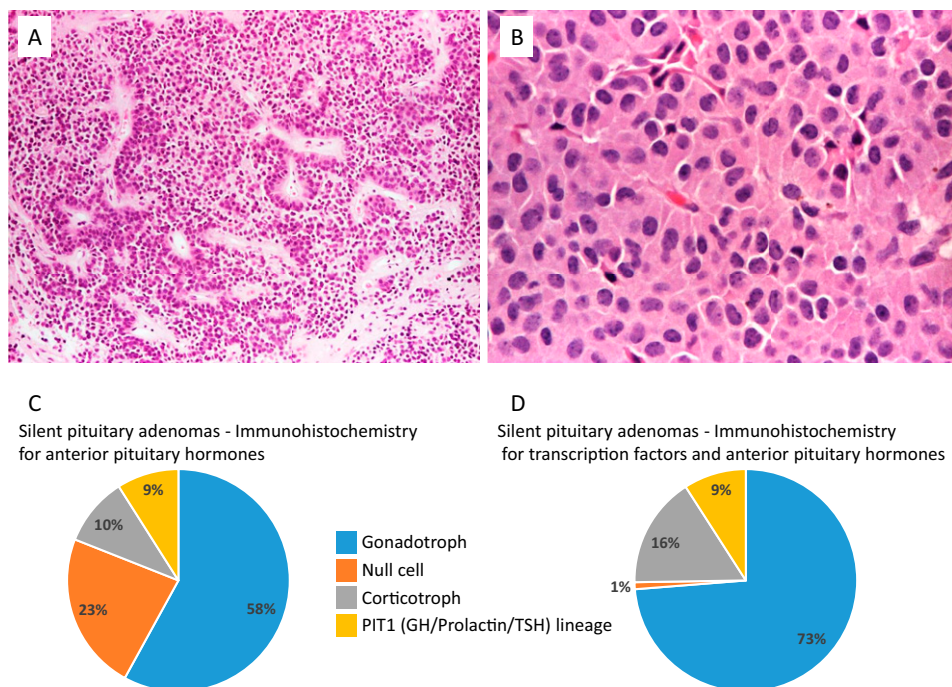 A
B
C
Silent pituitary adenomas - Immunohistochemistry
for anterior pituitary hormones
D
Silent pituitary adenomas - Immunohistochemistry
for transcription factors and anterior pituitary hormones
9%
10%
23%
58%
Gonadotroph
Null cell
Corticotroph
PIT1 (GH/Prolactin/TSH) lineage
9%
16%
1%
73%